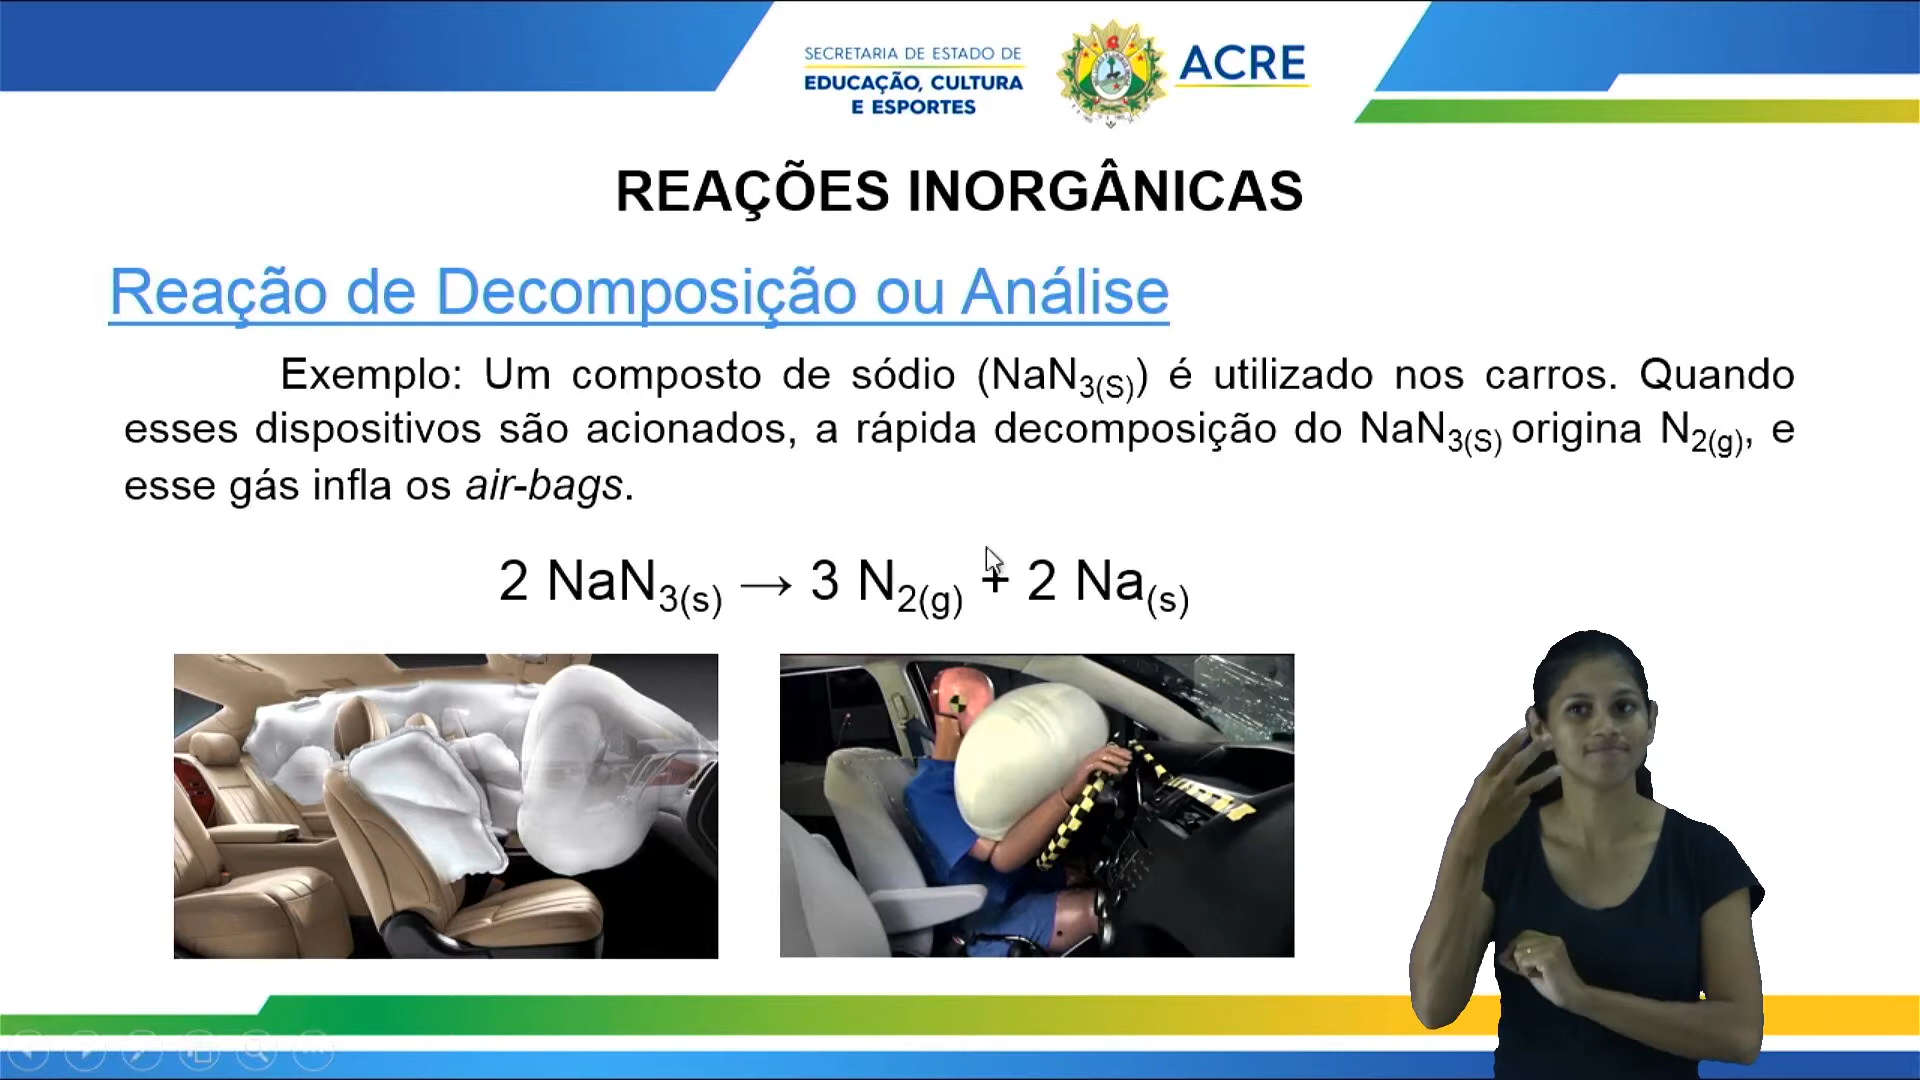 SECRETARIA DE ESTADO DE
EDUCAÇÃO, CULTURA
E ESPORTES
ACRE
REAÇÕES INORGÂNICAS
Reação de Decomposição ou Análise
Exemplo: Um composto de sódio (NaN₃₍S₎) é utilizado nos carros. Quando
esses dispositivos são acionados, a rápida decomposição do NaN₃₍S₎ origina N₂₍g₎, e
esse gás infla os air-bags.
2 NaN₃₍s₎ → 3 N₂₍g₎ + 2 Na₍s₎